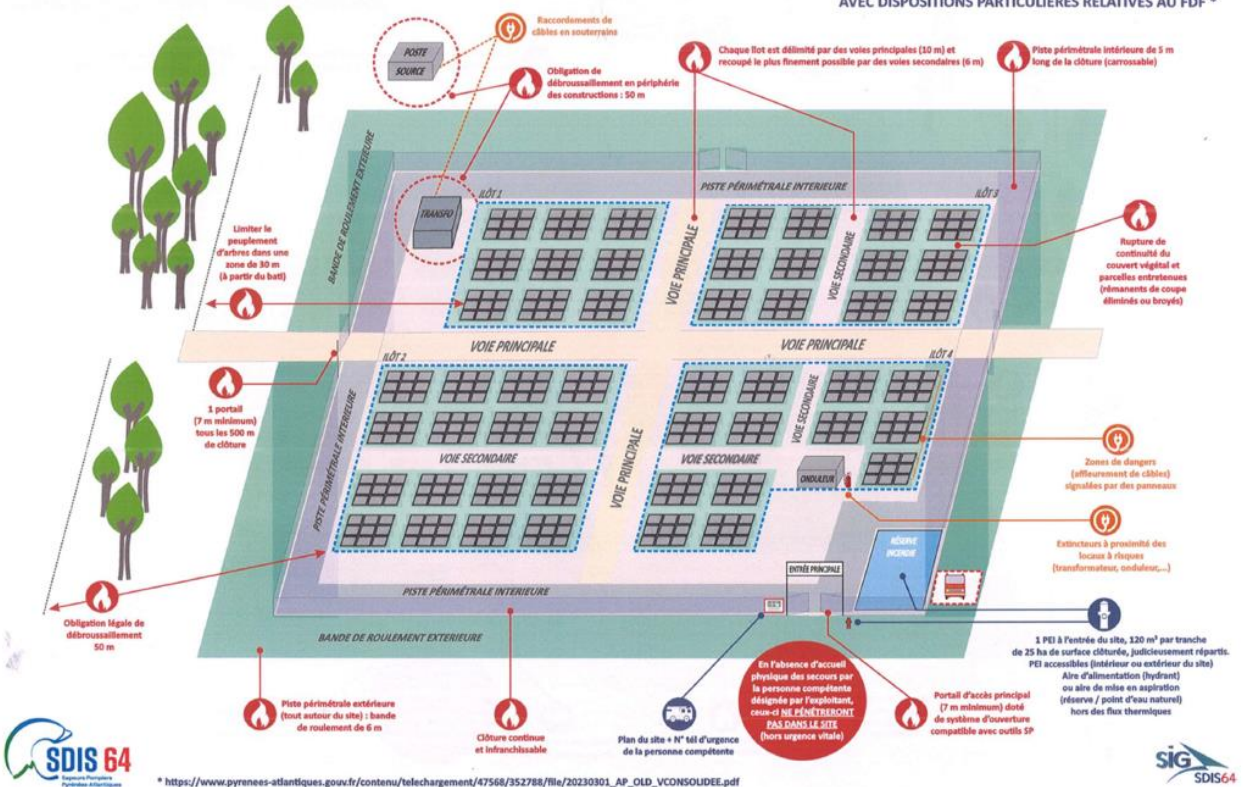 AVEC DISPOSITIONS PARTICULIÈRES RELATIVES AU FDF *
Raccordements de
câbles en souterrains
POSTE
SOURCE
Obligation de
débroussaillement en périphérie
des constructions : 50 m
Chaque îlot est délimité par des voies principales (10 m) et
recoupé le plus finement possible par des voies secondaires (6 m)
Piste périmétrale intérieure de 5 m
long de la clôture (carrossable)
BANDE DE ROULEMENT EXTERIEURE
PISTE PÉRIMÉTRALE INTERIEURE
ILÔT 1
ILÔT 3
TRANSFO
VOIE PRINCIPALE
VOIE SECONDAIRE
Limiter le
peuplement
d'arbres dans une
zone de 30 m
(à partir du bati)
Rupture de
continuité du
couvert végétal et
parcelles entretenues
(rémanents de coupe
éliminés ou broyés)
VOIE PRINCIPALE
VOIE PRINCIPALE
ILÔT 2
ILÔT 4
1 portail
(7 m minimum)
tous les 500 m
de clôture
PISTE PÉRIMÉTRALE INTERIEURE
VOIE SECONDAIRE
VOIE PRINCIPALE
VOIE SECONDAIRE
VOIE SECONDAIRE
ONDULEUR
Zones de dangers
(affleurement de câbles)
signalées par des panneaux
RÉSERVE
INCENDIE
Extincteurs à proximité des
locaux à risques
(transformateur, onduleur,...)
ENTRÉE PRINCIPALE
PISTE PÉRIMÉTRALE INTERIEURE
Obligation légale de
débroussaillement
50 m
BANDE DE ROULEMENT EXTERIEURE
1 PEI à l'entrée du site, 120 m³ par tranche
de 25 ha de surface clôturée, judicieusement répartis.
PEI accessibles (intérieur ou extérieur du site)
Aire d'alimentation (hydrant)
ou aire de mise en aspiration
(réserve / point d'eau naturel)
hors des flux thermiques
En l'absence d'accueil
physique des secours par
la personne compétente
désignée par l'exploitant,
ceux-ci NE PÉNÉTRERONT
PAS DANS LE SITE
(hors urgence vitale)
Piste périmétrale extérieure
(tout autour du site) : bande
de roulement de 6 m
Clôture continue
et infranchissable
Plan du site + N° tél d'urgence
de la personne compétente
Portail d'accès principal
(7 m minimum) doté
de système d'ouverture
compatible avec outils SP
SDIS 64
Sapeurs Pompiers
Pyrénées Atlantiques
SIG
SDIS64
* https://www.pyrenees-atlantiques.gouv.fr/contenu/telechargement/47568/352788/file/20230301_AP_OLD_VCONSOLIDEE.pdf